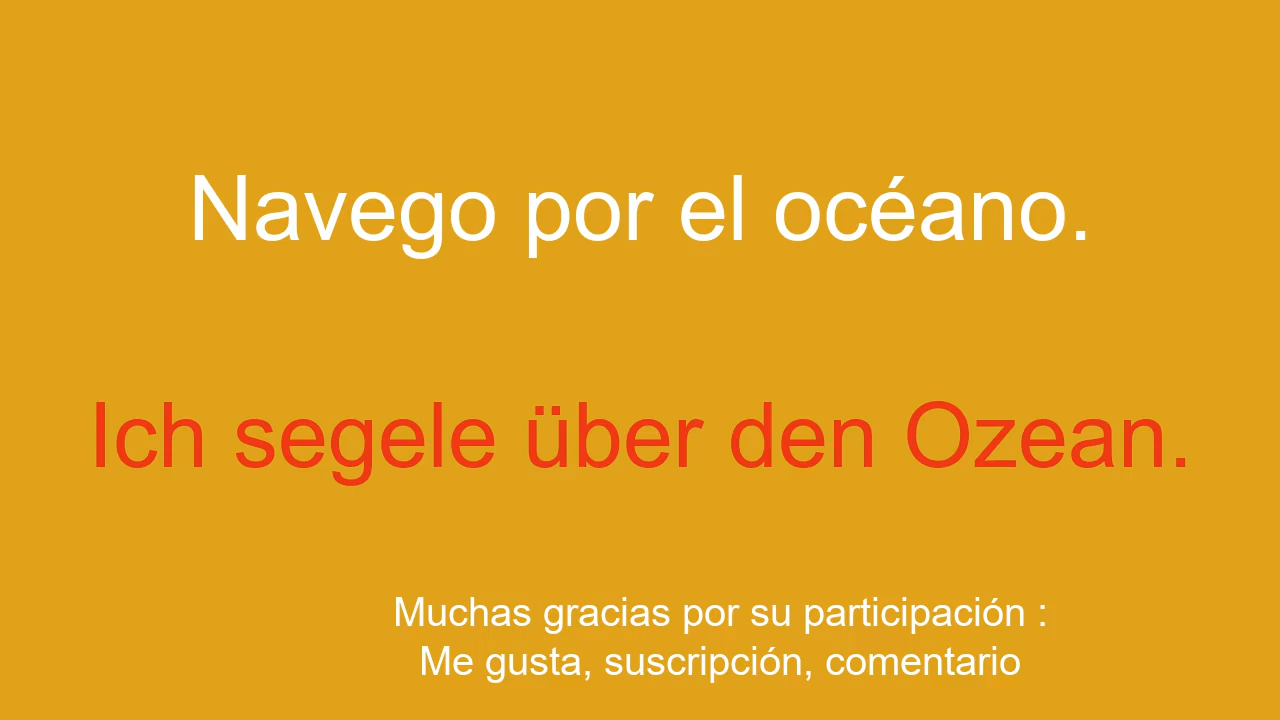 Navego por el océano.
Ich segele über den Ozean.
Muchas gracias por su participación :
Me gusta, suscripción, comentario